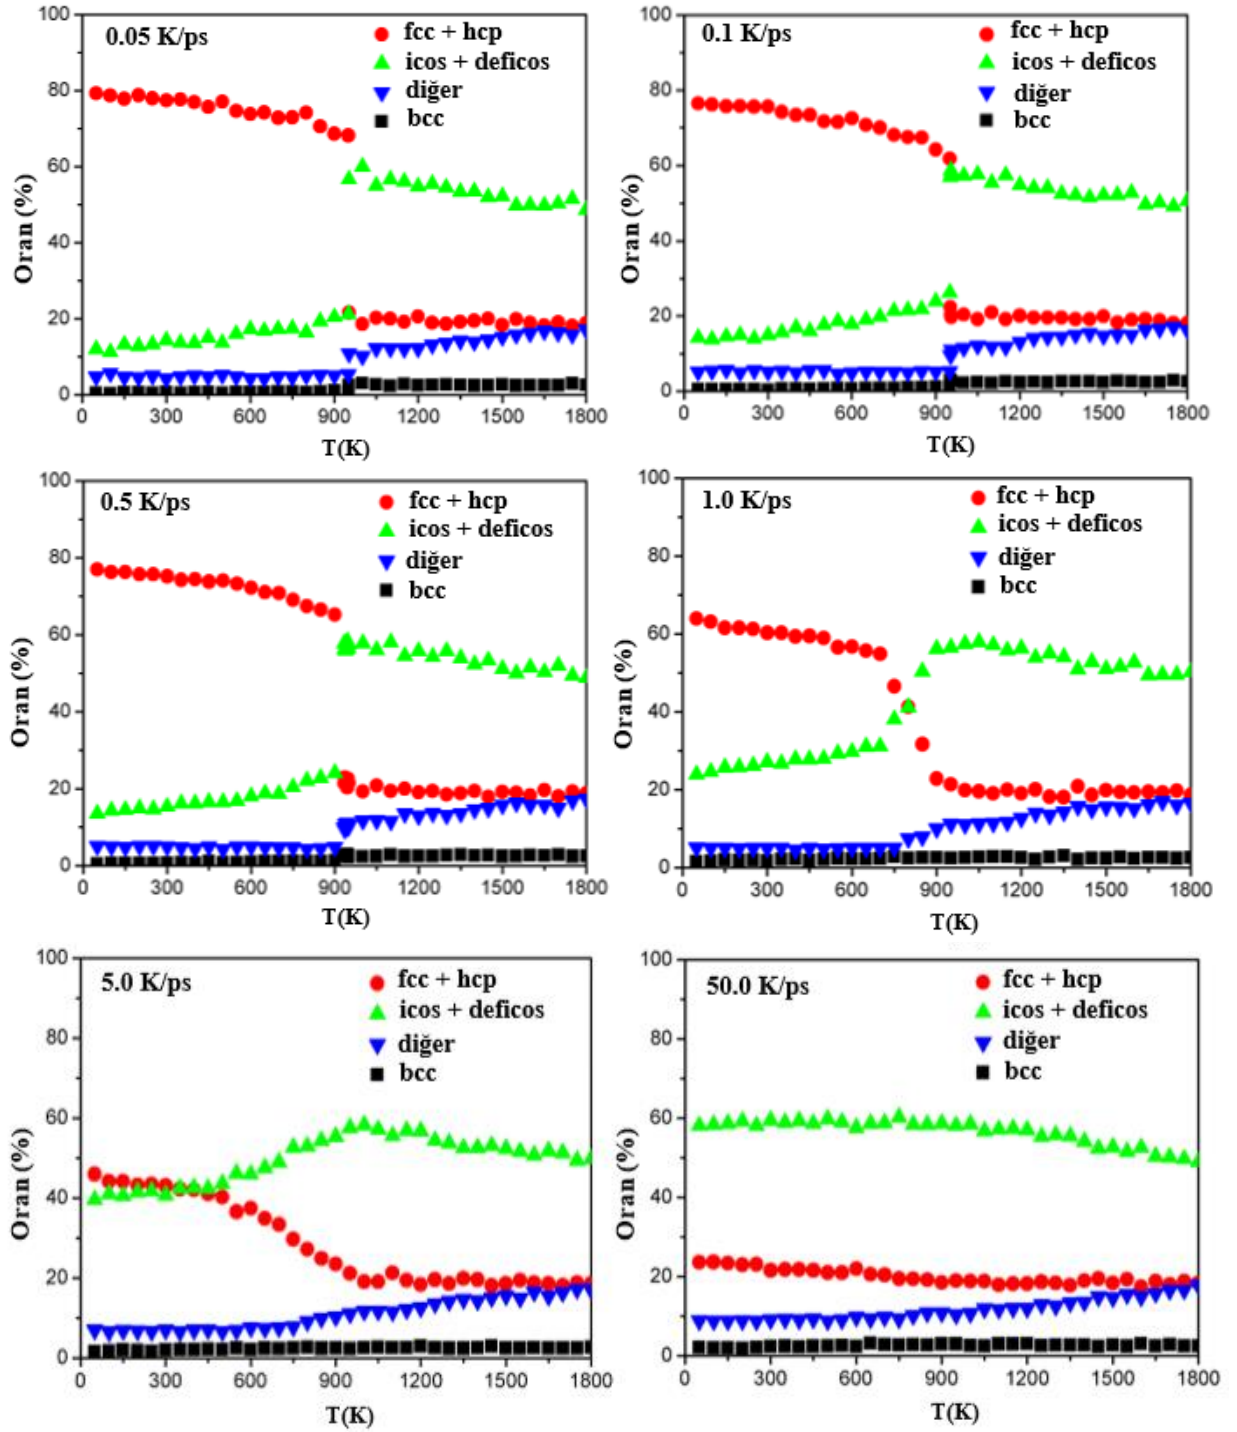 0.05 K/ps
fcc + hcp
icos + deficos
diğer
bcc
Oran (%)
100
80
60
40
20
0
0 300 600 900 1200 1500 1800
T(K)
0.1 K/ps
fcc + hcp
icos + deficos
diğer
bcc
Oran (%)
100
80
60
40
20
0
0 300 600 900 1200 1500 1800
T(K)
0.5 K/ps
fcc + hcp
icos + deficos
diğer
bcc
Oran (%)
100
80
60
40
20
0
0 300 600 900 1200 1500 1800
T(K)
1.0 K/ps
fcc + hcp
icos + deficos
diğer
bcc
Oran (%)
100
80
60
40
20
0
0 300 600 900 1200 1500 1800
T(K)
5.0 K/ps
fcc + hcp
icos + deficos
diğer
bcc
Oran (%)
100
80
60
40
20
0
0 300 600 900 1200 1500 1800
T(K)
50.0 K/ps
fcc + hcp
icos + deficos
diğer
bcc
Oran (%)
100
80
60
40
20
0
0 300 600 900 1200 1500 1800
T(K)